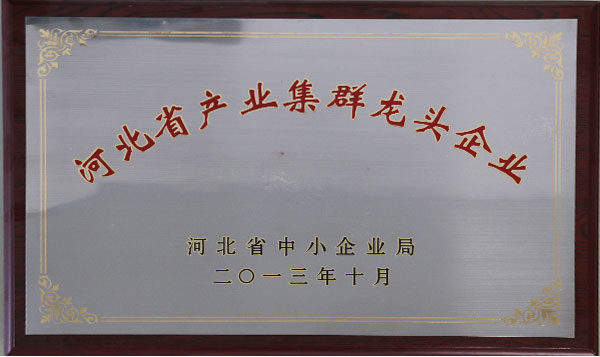 河北省产业集群龙头企业
河北省中小企业局
二〇一三年十月